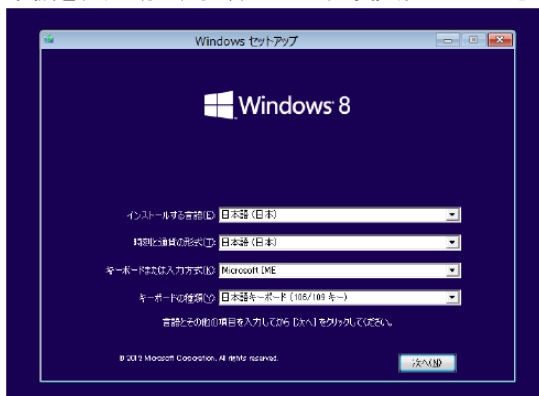 Windows セットアップ
Windows 8
インストールする言語(E): 日本語 (日本)
時刻と通貨の形式(T): 日本語 (日本)
キーボードまたは入力方式(K): Microsoft IME
キーボードの種類(Y): 日本語キーボード (106/109 キー)
言語とその他の項目を入力してから [次へ] をクリックしてください。
© 2012 Microsoft Corporation. All rights reserved.
次へ(N)